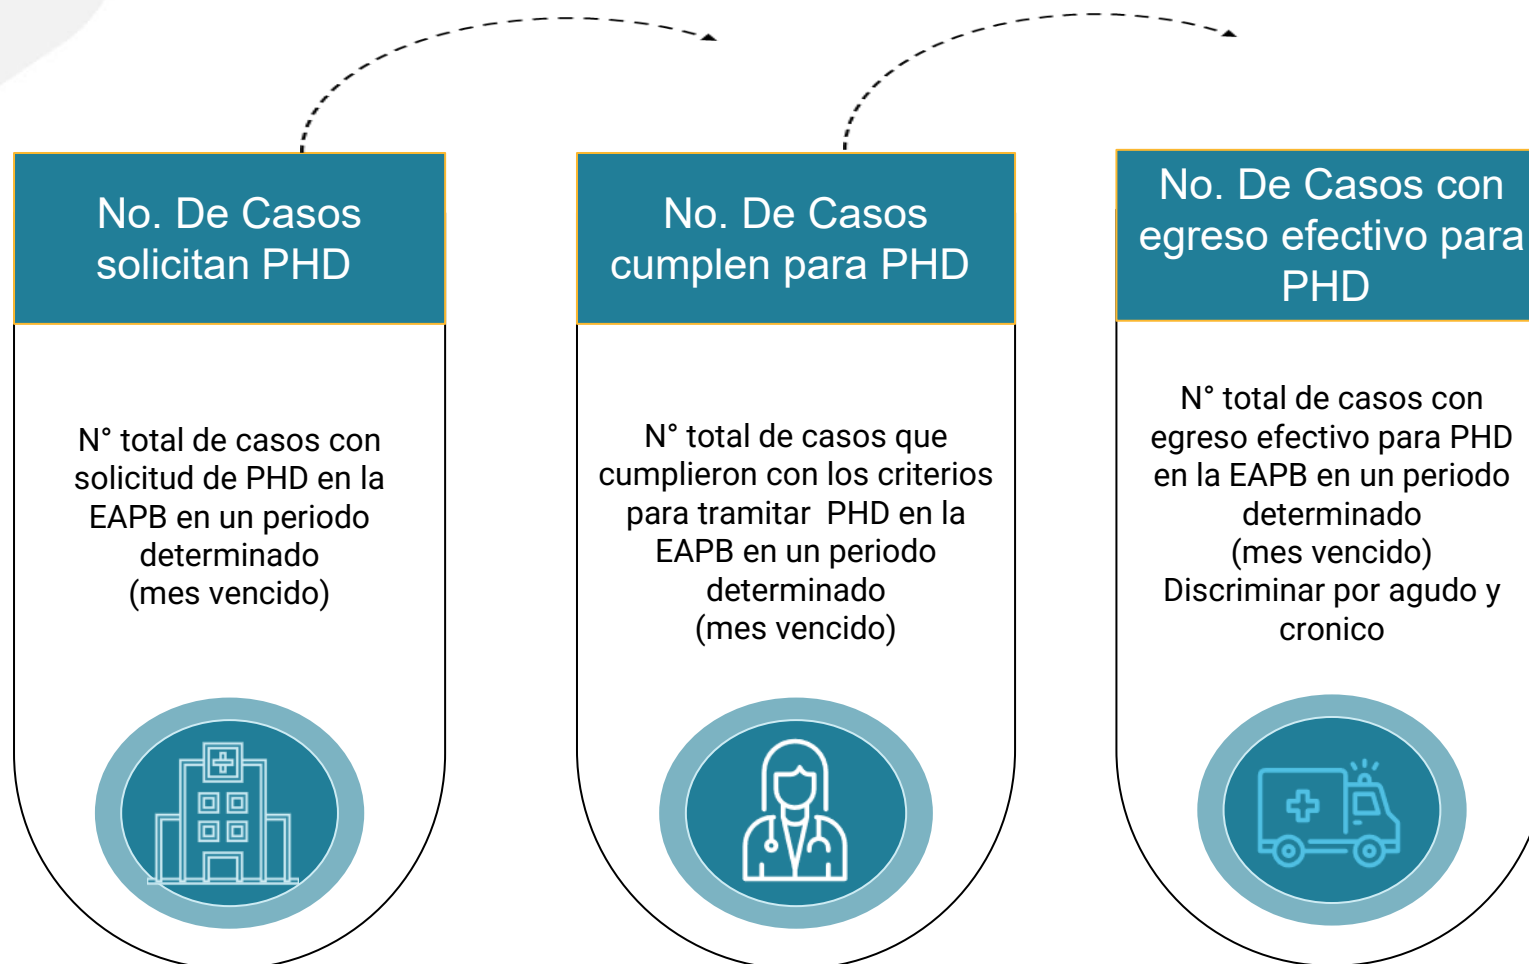 No. De Casos
solicitan PHD
N° total de casos con
solicitud de PHD en la
EAPB en un periodo
determinado
(mes vencido)
No. De Casos
cumplen para PHD
N° total de casos que
cumplieron con los criterios
para tramitar  PHD en la
EAPB en un periodo
determinado
(mes vencido)
No. De Casos con
egreso efectivo para
PHD
N° total de casos con
egreso efectivo para PHD
en la EAPB en un periodo
determinado
(mes vencido)
Discriminar por agudo y
cronico